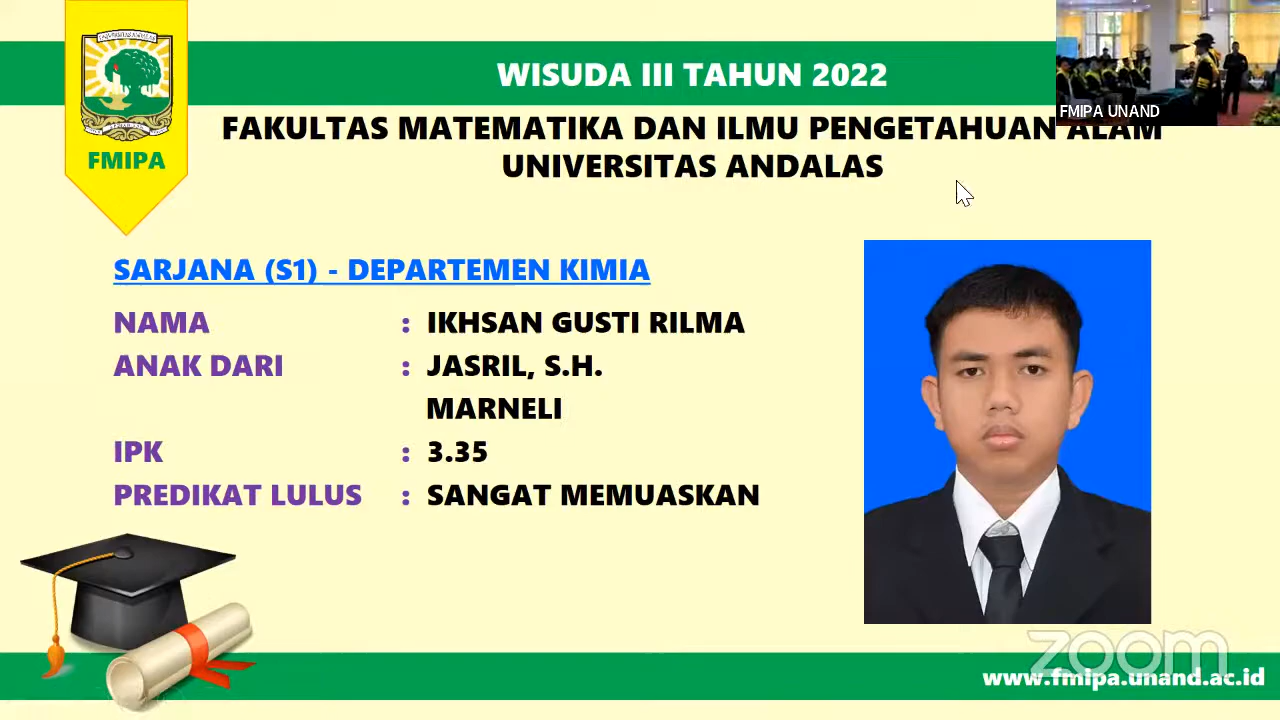 WISUDA III TAHUN 2022
FMIPA UNAND
FAKULTAS MATEMATIKA DAN ILMU PENGETAHUAN ALAM
UNIVERSITAS ANDALAS
FMIPA
SARJANA (S1) - DEPARTEMEN KIMIA
NAMA : IKHSAN GUSTI RILMA
ANAK DARI : JASRIL, S.H.
MARNELI
IPK : 3.35
PREDIKAT LULUS : SANGAT MEMUASKAN
zoom
www.fmipa.unand.ac.id